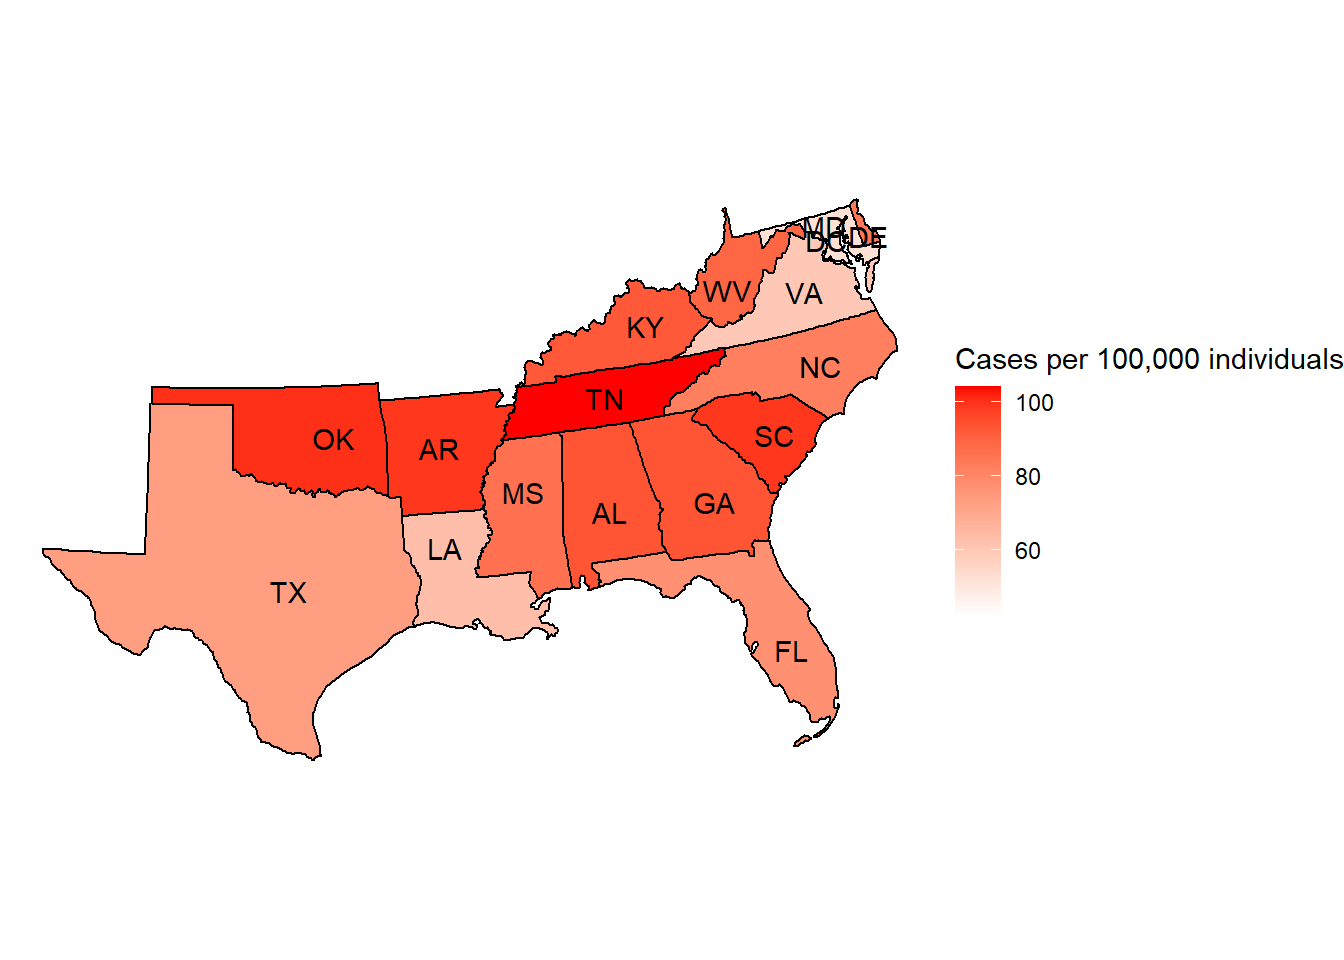 MD
DC
DE
WV
VA
KY
Cases per 100,000 individuals
NC
TN
100
OK
AR
SC
80
MS
GA
AL
LA
60
TX
FL